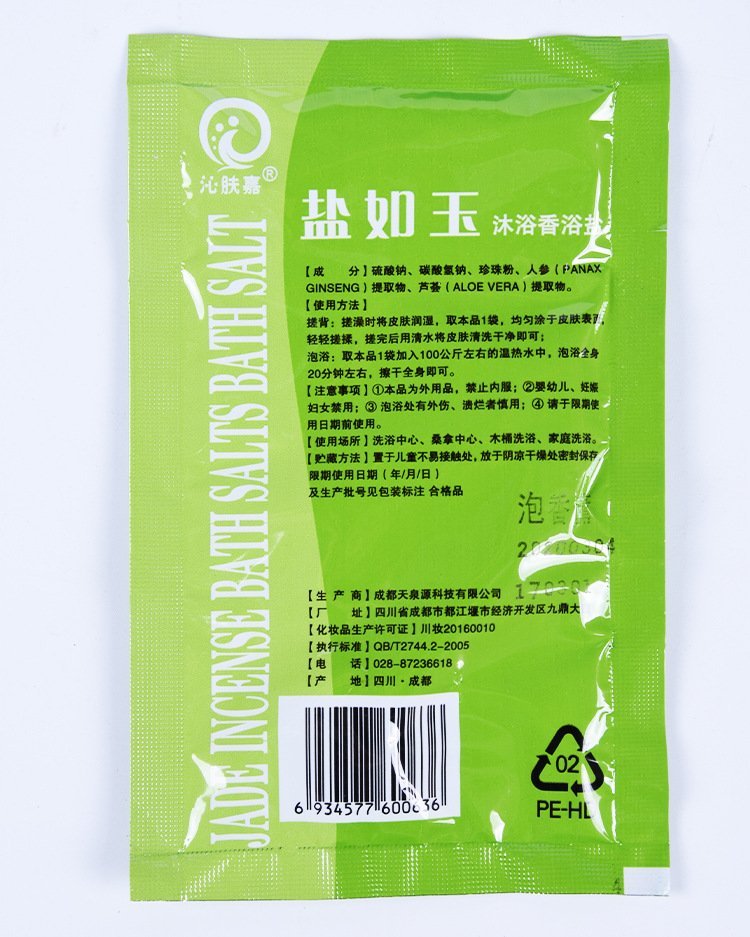 沁肤嘉®
JADE INCENSE BATH SALTS BATH SALTS BATH SALT
盐如玉 沐浴香浴盐
【成 分】硫酸钠、碳酸氢钠、珍珠粉、人参(PANAX
GINSENG)提取物、芦荟(ALOE VERA)提取物。
【使用方法】
搓背：搓澡时将皮肤润湿，取本品1袋，均匀涂于皮肤表面，
轻轻搓揉，搓完后用清水将皮肤清洗干净即可；
泡浴：取本品1袋加入100公斤左右的温热水中，泡浴全身
20分钟左右，擦干全身即可。
【注意事项】①本品为外用品，禁止内服；②婴幼儿、妊娠
妇女禁用；③泡浴处有外伤、溃烂者慎用；④请于限期使
用日期前使用。
【使用场所】洗浴中心、桑拿中心、木桶洗浴、家庭洗浴。
【贮藏方法】置于儿童不易接触处，放于阴凉干燥处密封保存
限期使用日期（年/月/日）
及生产批号见包装标注 合格品
泡香
【生 产 商】成都天泉源科技有限公司
【厂 址】四川省成都市都江堰市经济开发区九鼎大
【化妆品生产许可证】川妆20160010
【执行标准】QB/T2744.2-2005
【电 话】028-87236618
【产 地】四川·成都
6 934577 600636
02
PE-HD